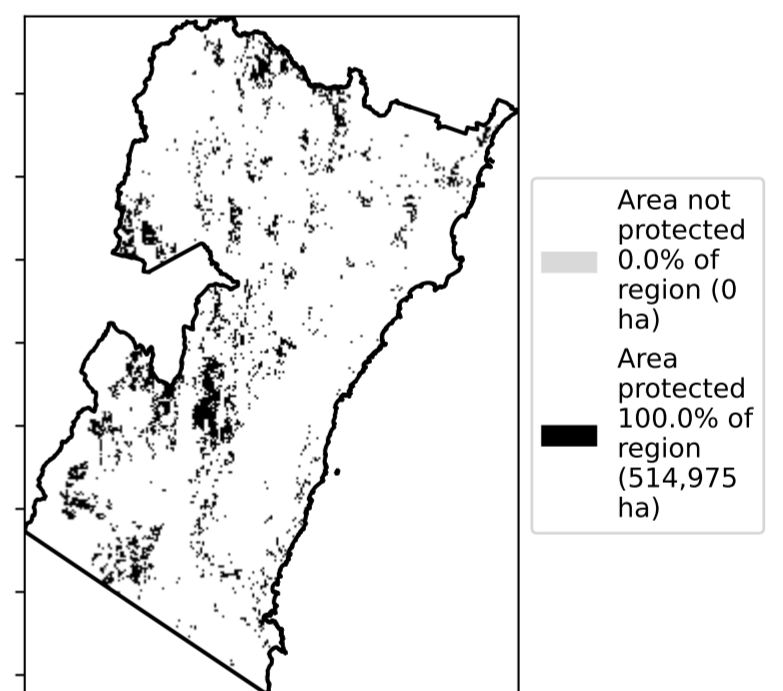 Area not
protected
0.0% of
region (0
ha)
Area
protected
100.0% of
region
(514,975
ha)